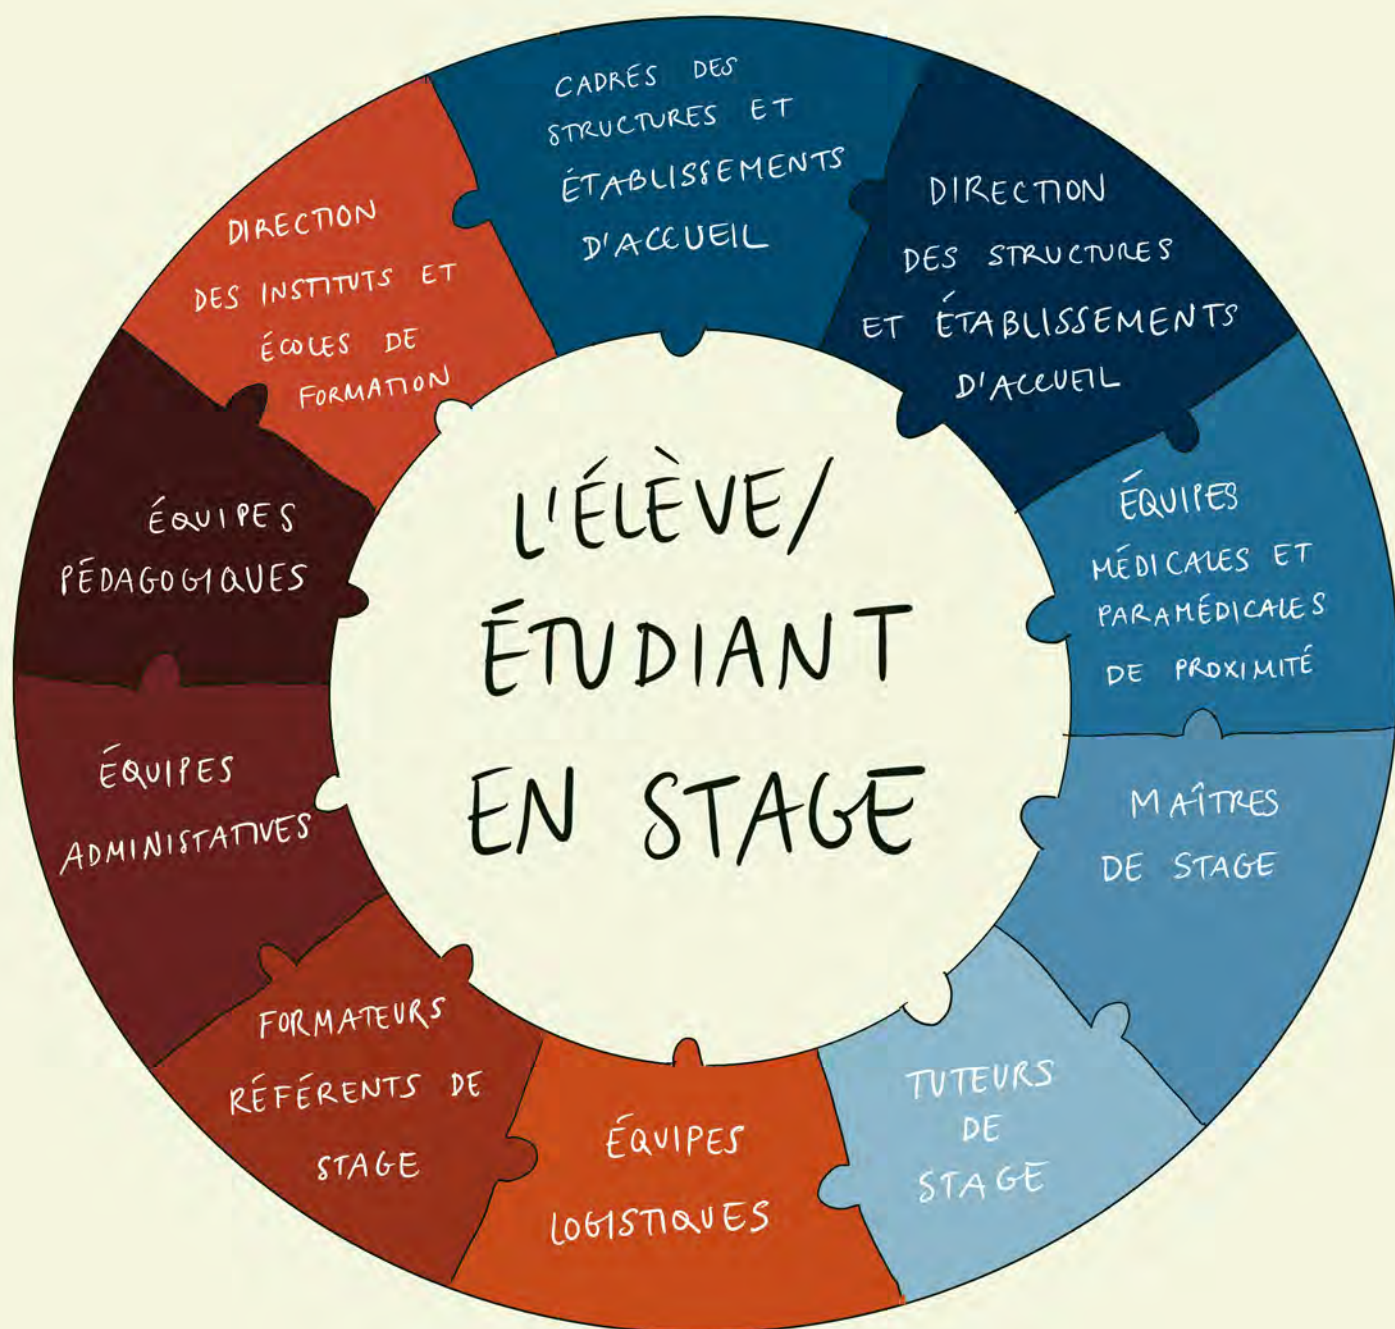 CADRES DES
STRUCTURES ET
ÉTABLISSEMENTS
D'ACCUEIL
DIRECTION
DES STRUCTURES
ET ÉTABLISSEMENTS
D'ACCUEIL
ÉQUIPES
MÉDICALES ET
PARAMÉDICALES
DE PROXIMITÉ
MAÎTRES
DE STAGE
TUTEURS
DE
STAGE
ÉQUIPES
LOGISTIQUES
FORMATEURS
RÉFÉRENTS DE
STAGE
ÉQUIPES
ADMINISTATIVES
ÉQUIPES
PÉDAGOGIQUES
DIRECTION
DES INSTITUTS ET
ÉCOLES DE
FORMATION
L'ÉLÈVE/
ÉTUDIANT
EN STAGE